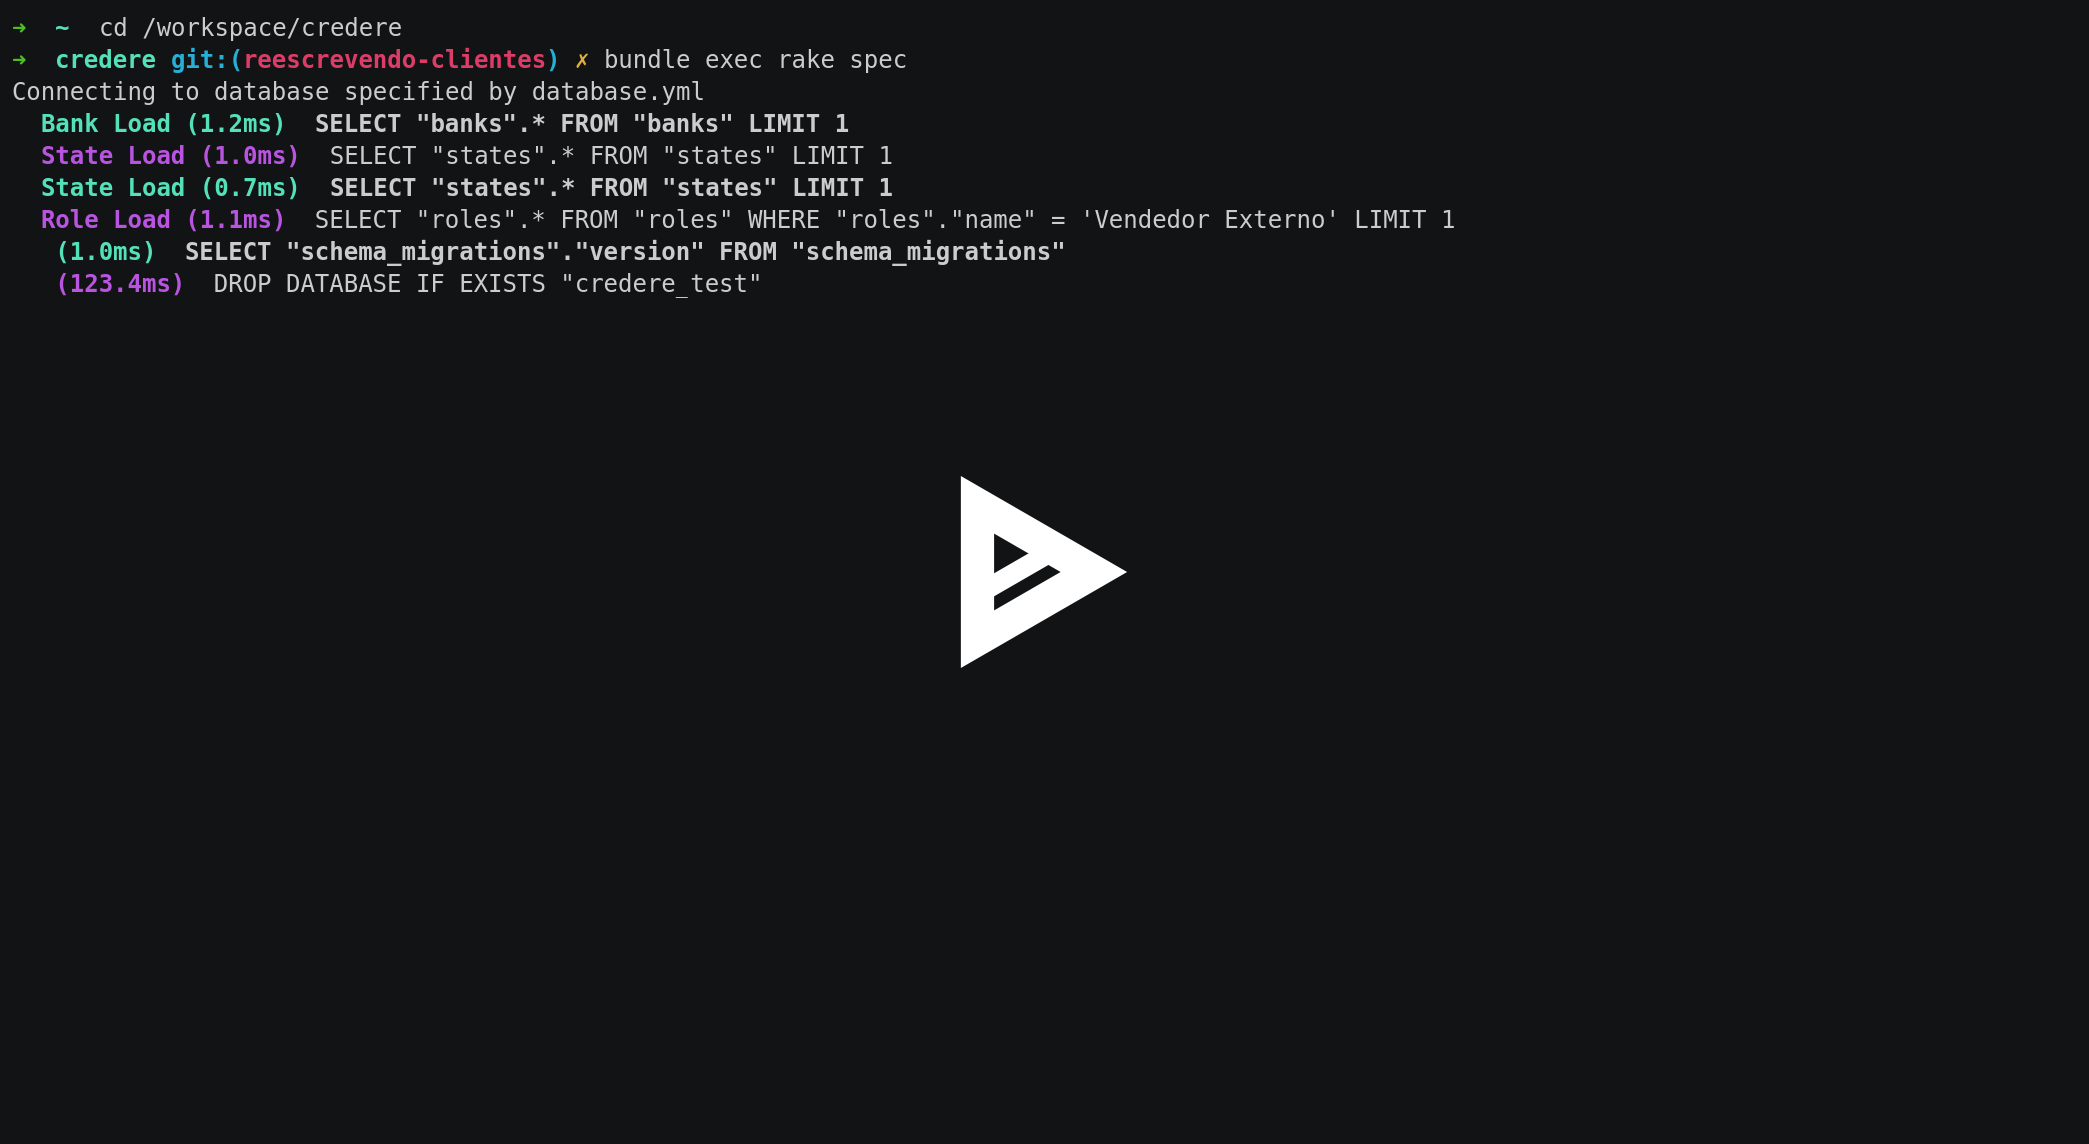 ➜  ~  cd /workspace/credere
➜  credere git:(reescrevendo-clientes) ✗ bundle exec rake spec
Connecting to database specified by database.yml
  Bank Load (1.2ms)  SELECT "banks".* FROM "banks" LIMIT 1
  State Load (1.0ms)  SELECT "states".* FROM "states" LIMIT 1
  State Load (0.7ms)  SELECT "states".* FROM "states" LIMIT 1
  Role Load (1.1ms)  SELECT "roles".* FROM "roles" WHERE "roles"."name" = 'Vendedor Externo' LIMIT 1
   (1.0ms)  SELECT "schema_migrations"."version" FROM "schema_migrations"
   (123.4ms)  DROP DATABASE IF EXISTS "credere_test"